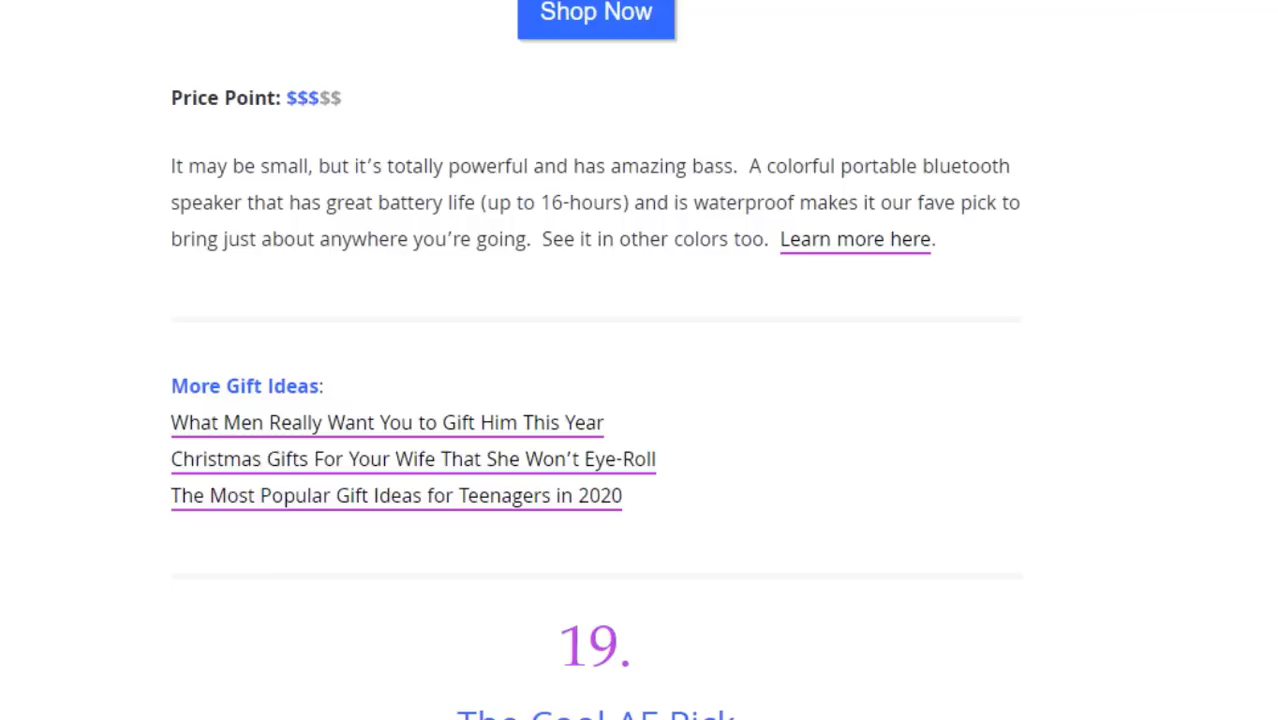 Shop Now
Price Point: $$$$$
It may be small, but it’s totally powerful and has amazing bass.  A colorful portable bluetooth
speaker that has great battery life (up to 16-hours) and is waterproof makes it our fave pick to
bring just about anywhere you’re going.  See it in other colors too.  Learn more here.
More Gift Ideas:
What Men Really Want You to Gift Him This Year
Christmas Gifts For Your Wife That She Won’t Eye-Roll
The Most Popular Gift Ideas for Teenagers in 2020
19.
The Cool AF Pick